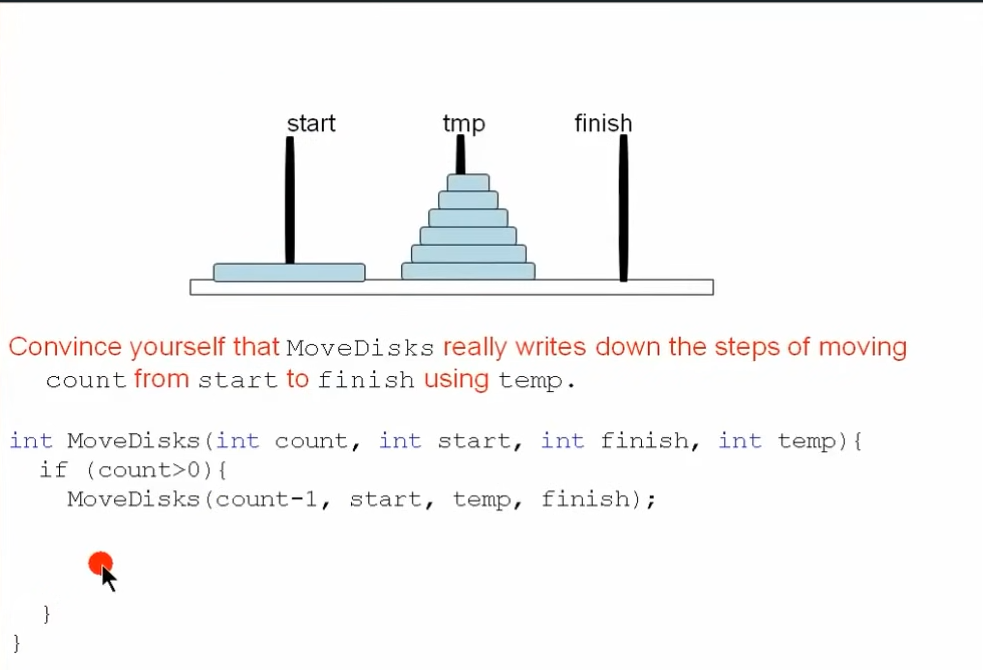 start tmp finish
Convince yourself that MoveDisks really writes down the steps of moving
count from start to finish using temp.
int MoveDisks(int count, int start, int finish, int temp){
if (count>0){
MoveDisks(count-1, start, temp, finish);
}
}